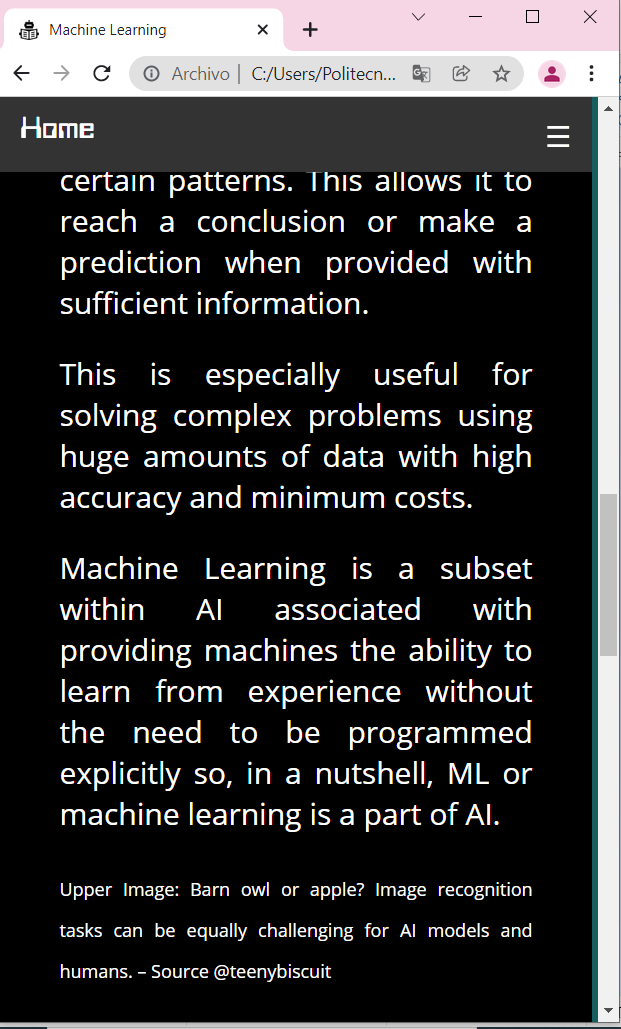 Machine Learning
Archivo | C:/Users/Politecn...
Home
certain patterns. This allows it to
reach a conclusion or make a
prediction when provided with
sufficient information.
This is especially useful for
solving complex problems using
huge amounts of data with high
accuracy and minimum costs.
Machine Learning is a subset
within AI associated with
providing machines the ability to
learn from experience without
the need to be programmed
explicitly so, in a nutshell, ML or
machine learning is a part of AI.
Upper Image: Barn owl or apple? Image recognition
tasks can be equally challenging for AI models and
humans. – Source @teenybiscuit